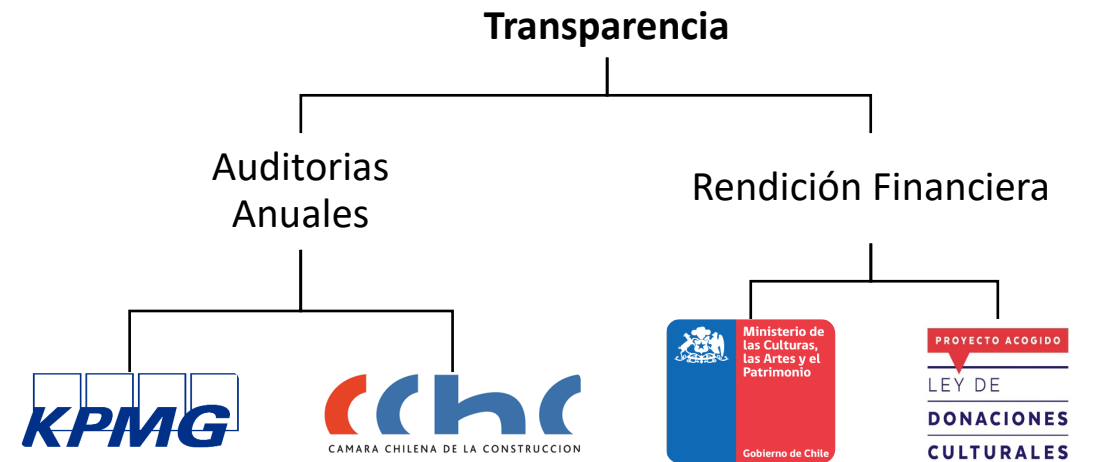 Transparencia
Auditorias
Anuales
Rendición Financiera
KPMG
cchc
CAMARA CHILENA DE LA CONSTRUCCION
Ministerio de
las Culturas,
las Artes y el
Patrimonio
Gobierno de Chile
PROYECTO ACOGIDO
LEY DE
DONACIONES
CULTURALES